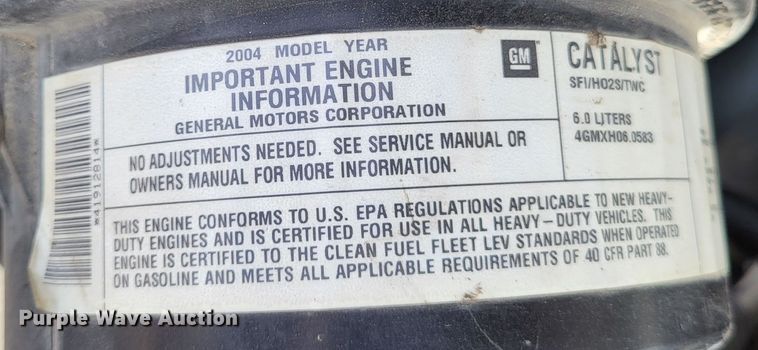 2004 MODEL YEAR
IMPORTANT ENGINE
INFORMATION
GENERAL MOTORS CORPORATION
GM
CATALYST
SFI/HO2S/TWC
6.0 LITERS
4GMXH06.0583
NO ADJUSTMENTS NEEDED. SEE SERVICE MANUAL OR
OWNERS MANUAL FOR MORE INFORMATION.
THIS ENGINE CONFORMS TO U.S. EPA REGULATIONS APPLICABLE TO NEW HEAVY-
DUTY ENGINES AND IS CERTIFIED FOR USE IN ALL HEAVY-DUTY VEHICLES. THIS
ENGINE IS CERTIFIED TO THE CLEAN FUEL FLEET LEV STANDARDS WHEN OPERATED
ON GASOLINE AND MEETS ALL APPLICABLE REQUIREMENTS OF 40 CFR PART 88.
*41912814*
Purple Wave Auction